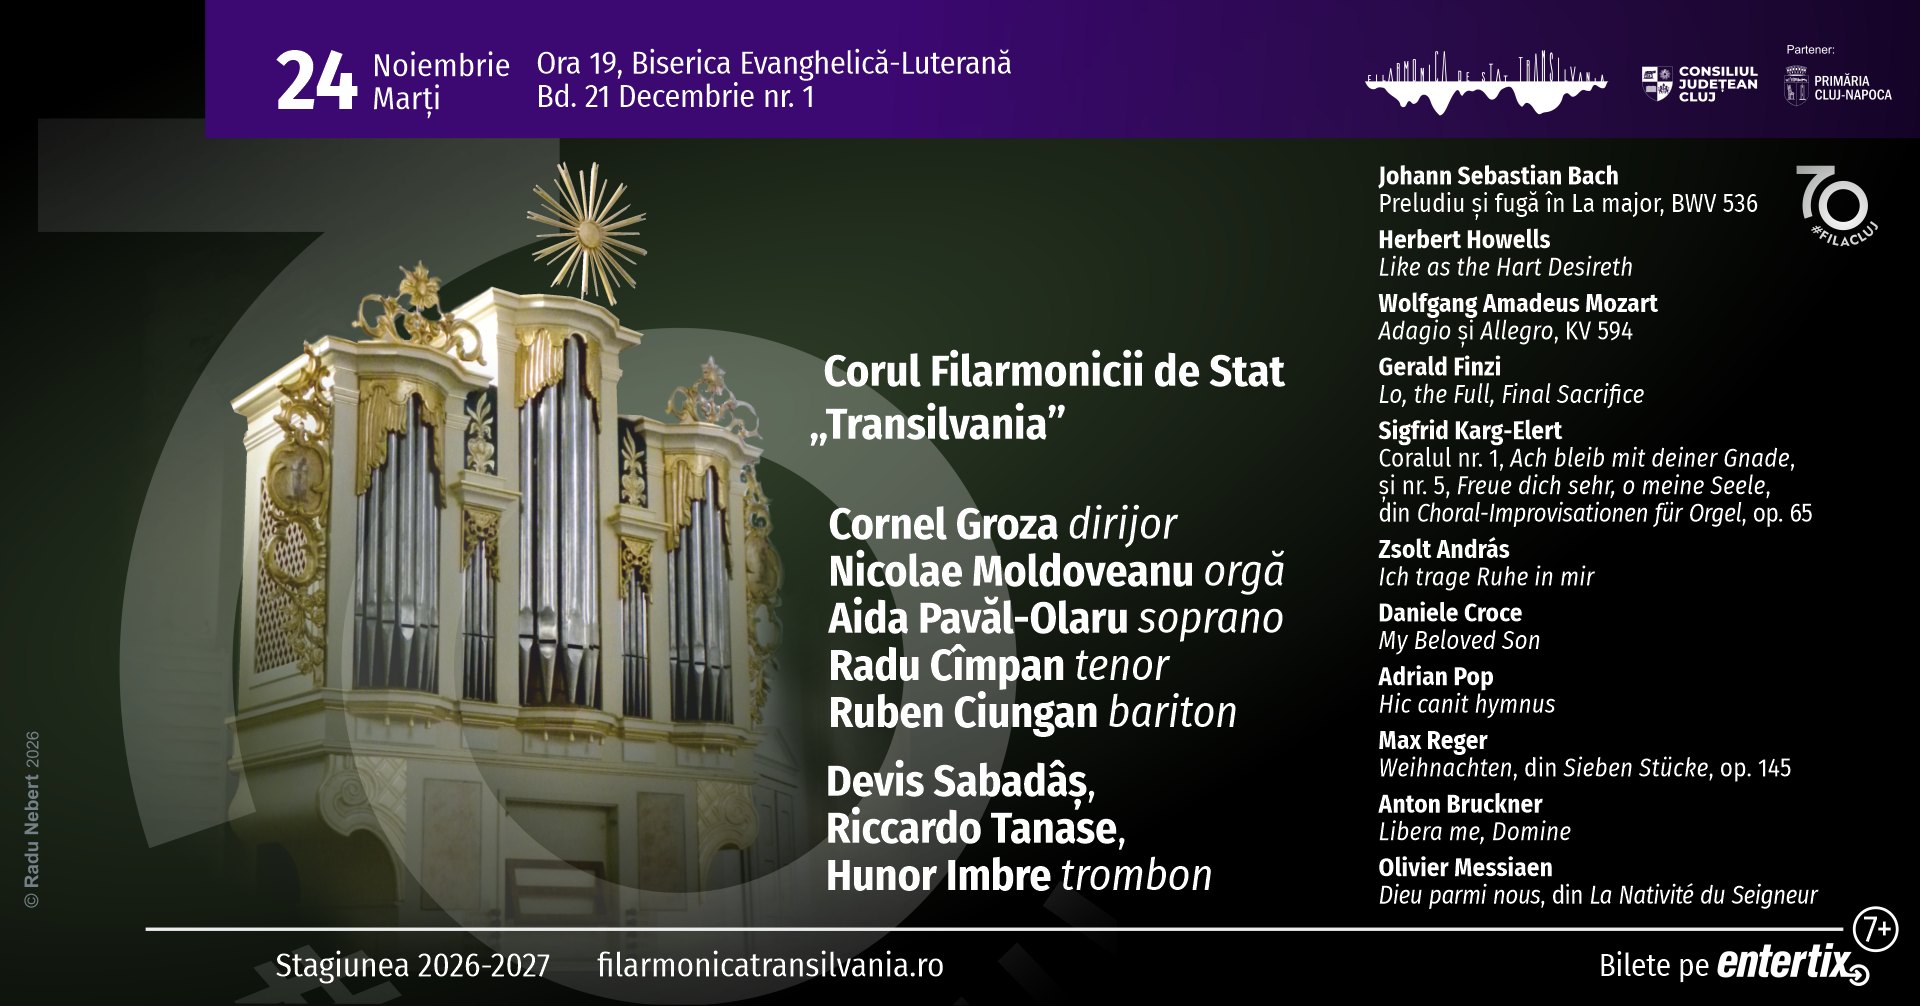 24 Noiembrie
Marți
Ora 19, Biserica Evanghelică-Luterană
Bd. 21 Decembrie nr. 1
FILARMONICA DE STAT TRANSILVANIA
CONSILIUL
JUDEȚEAN
CLUJ
Partener:
PRIMĂRIA
CLUJ-NAPOCA
70
#FILACLUJ
Corul Filarmonicii de Stat
„Transilvania”
Cornel Groza dirijor
Nicolae Moldoveanu orgă
Aida Pavăl-Olaru soprano
Radu Cîmpan tenor
Ruben Ciungan bariton
Devis Sabadâș,
Riccardo Tanase,
Hunor Imbre trombon
Johann Sebastian Bach
Preludiu și fugă în La major, BWV 536
Herbert Howells
Like as the Hart Desireth
Wolfgang Amadeus Mozart
Adagio și Allegro, KV 594
Gerald Finzi
Lo, the Full, Final Sacrifice
Sigfrid Karg-Elert
Coralul nr. 1, Ach bleib mit deiner Gnade,
și nr. 5, Freue dich sehr, o meine Seele,
din Choral-Improvisationen für Orgel, op. 65
Zsolt András
Ich trage Ruhe in mir
Daniele Croce
My Beloved Son
Adrian Pop
Hic canit hymnus
Max Reger
Weihnachten, din Sieben Stücke, op. 145
Anton Bruckner
Libera me, Domine
Olivier Messiaen
Dieu parmi nous, din La Nativité du Seigneur
© Radu Nebert 2026
7+
Stagiunea 2026-2027
filarmonicatransilvania.ro
Bilete pe entertix